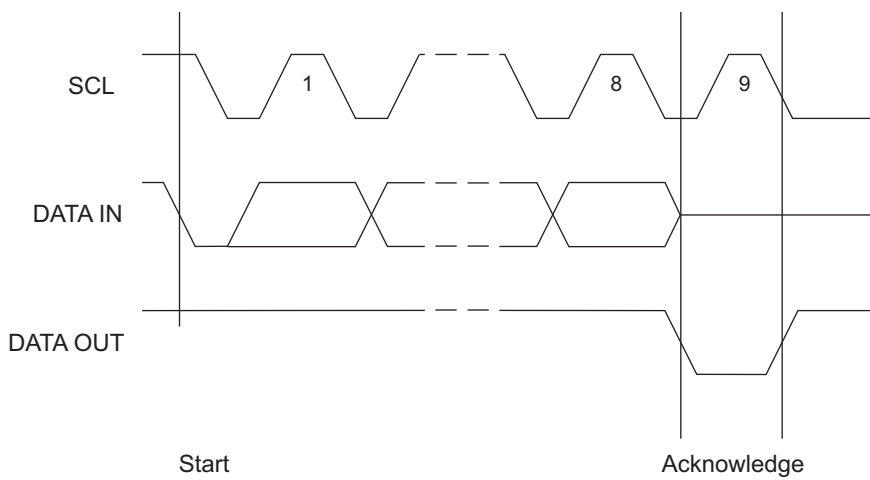 SCL
1
8
9
DATA IN
DATA OUT
Start
Acknowledge